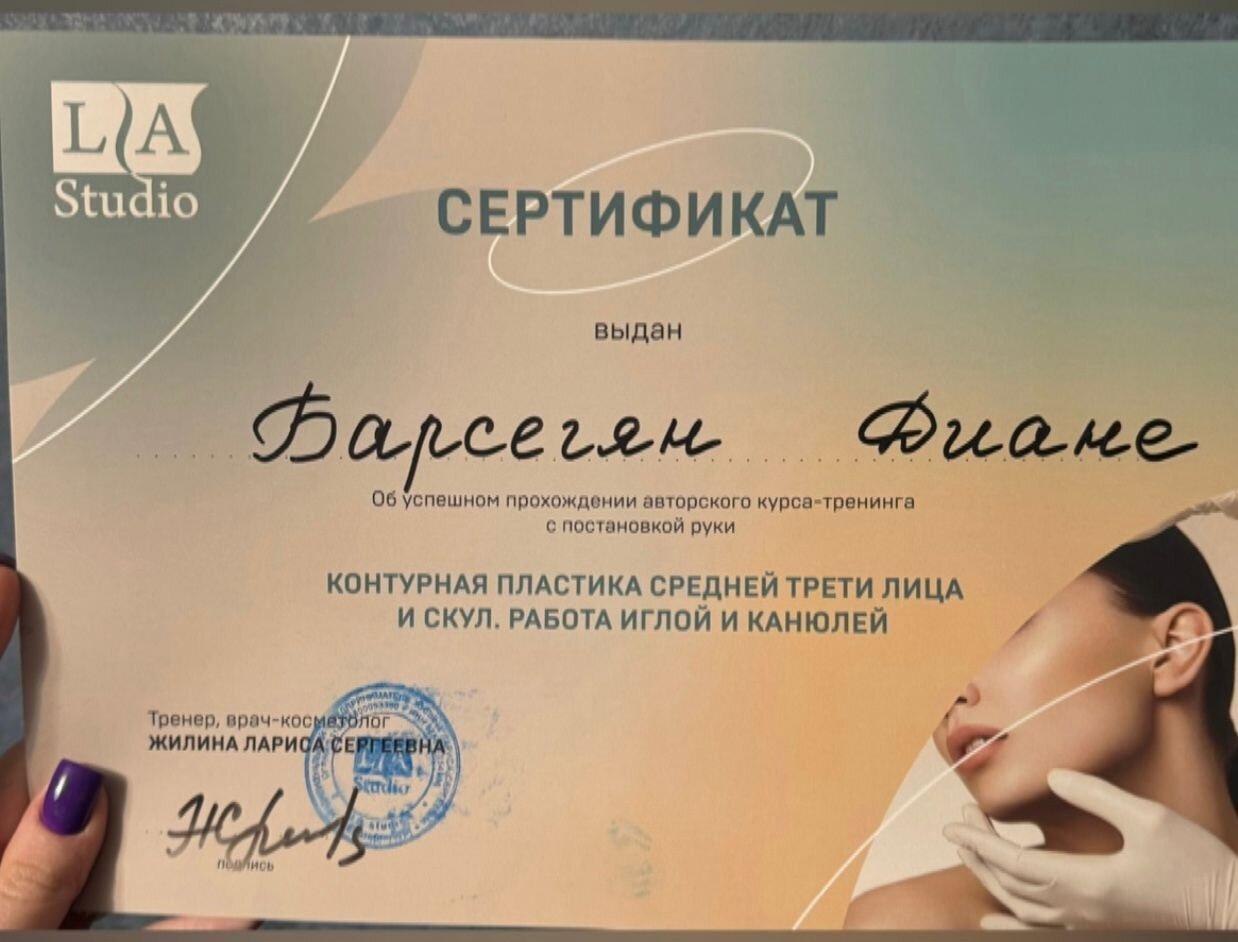 L A
Studio
СЕРТИФИКАТ
выдан
Барсегян Диане
Об успешном прохождении авторского курса-тренинга
с постановкой руки
КОНТУРНАЯ ПЛАСТИКА СРЕДНЕЙ ТРЕТИ ЛИЦА
И СКУЛ. РАБОТА ИГЛОЙ И КАНЮЛЕЙ
Тренер, врач-косметолог
ЖИЛИНА ЛАРИСА СЕРГЕЕВНА
L A
Studio
подпись